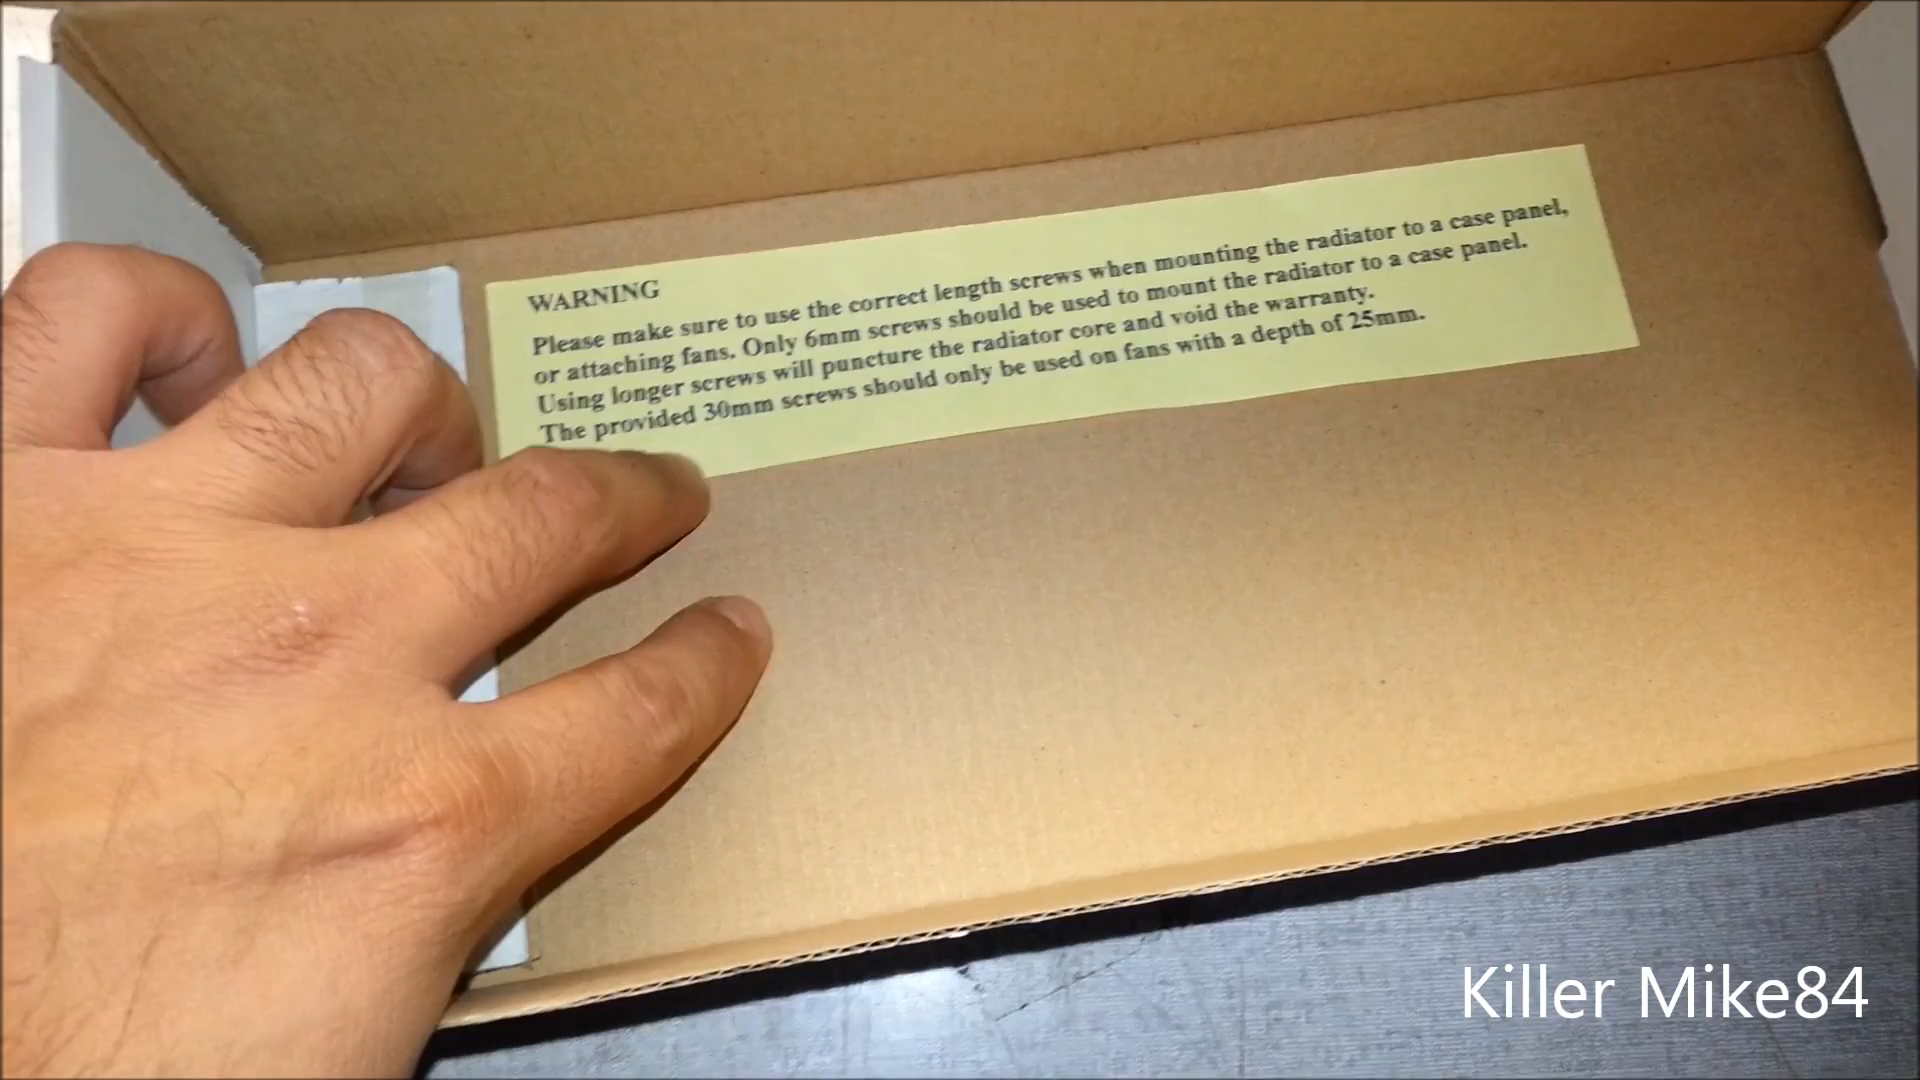 WARNING
Please make sure to use the correct length screws when mounting the radiator to a case panel,
or attaching fans. Only 6mm screws should be used to mount the radiator to a case panel.
Using longer screws will puncture the radiator core and void the warranty.
The provided 30mm screws should only be used on fans with a depth of 25mm.
Killer Mike84